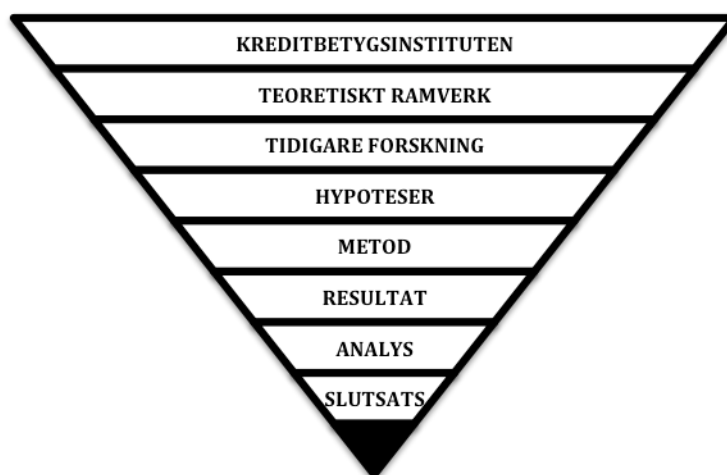 KREDITBETYGSINSTITUTEN
TEORETISKT RAMVERK
TIDIGARE FORSKNING
HYPOTESER
METOD
RESULTAT
ANALYS
SLUTSATS